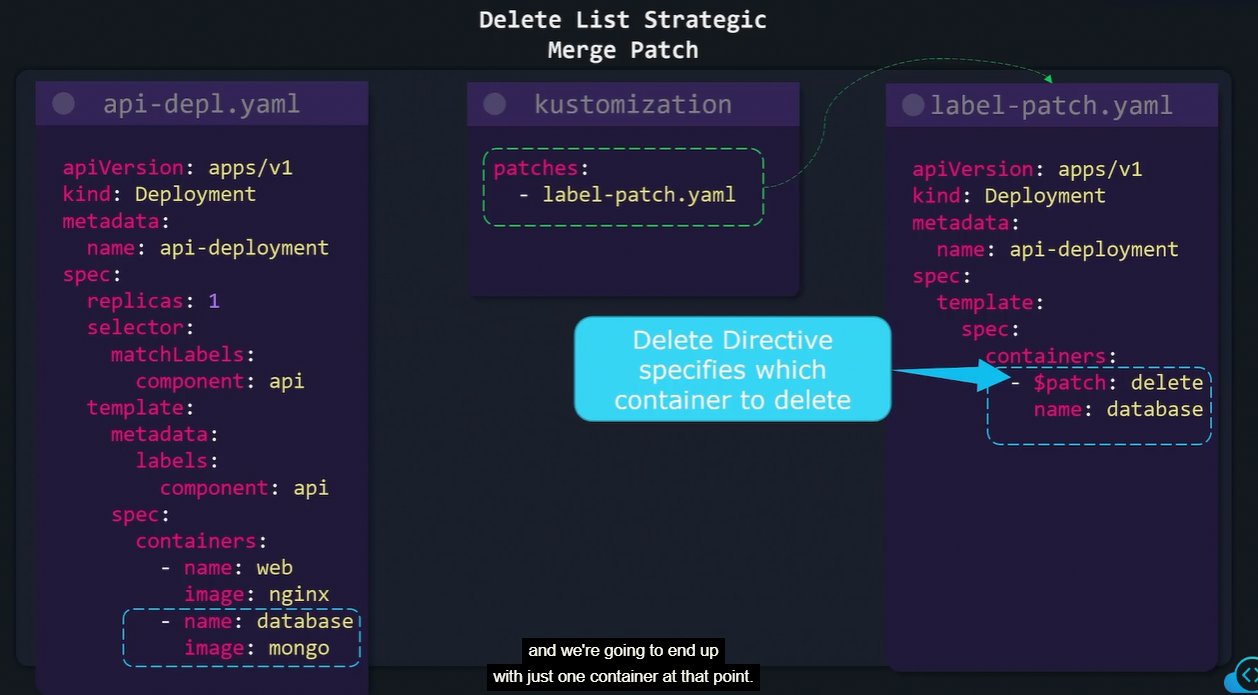 Delete List Strategic
Merge Patch
api-depl.yaml
apiVersion: apps/v1
kind: Deployment
metadata:
  name: api-deployment
spec:
  replicas: 1
  selector:
    matchLabels:
      component: api
  template:
    metadata:
      labels:
        component: api
    spec:
      containers:
        - name: web
          image: nginx
        - name: database
          image: mongo
kustomization
patches:
  - label-patch.yaml
Delete Directive
specifies which
container to delete
label-patch.yaml
apiVersion: apps/v1
kind: Deployment
metadata:
  name: api-deployment
spec:
  template:
    spec:
      containers:
        - $patch: delete
          name: database
and we're going to end up
with just one container at that point.